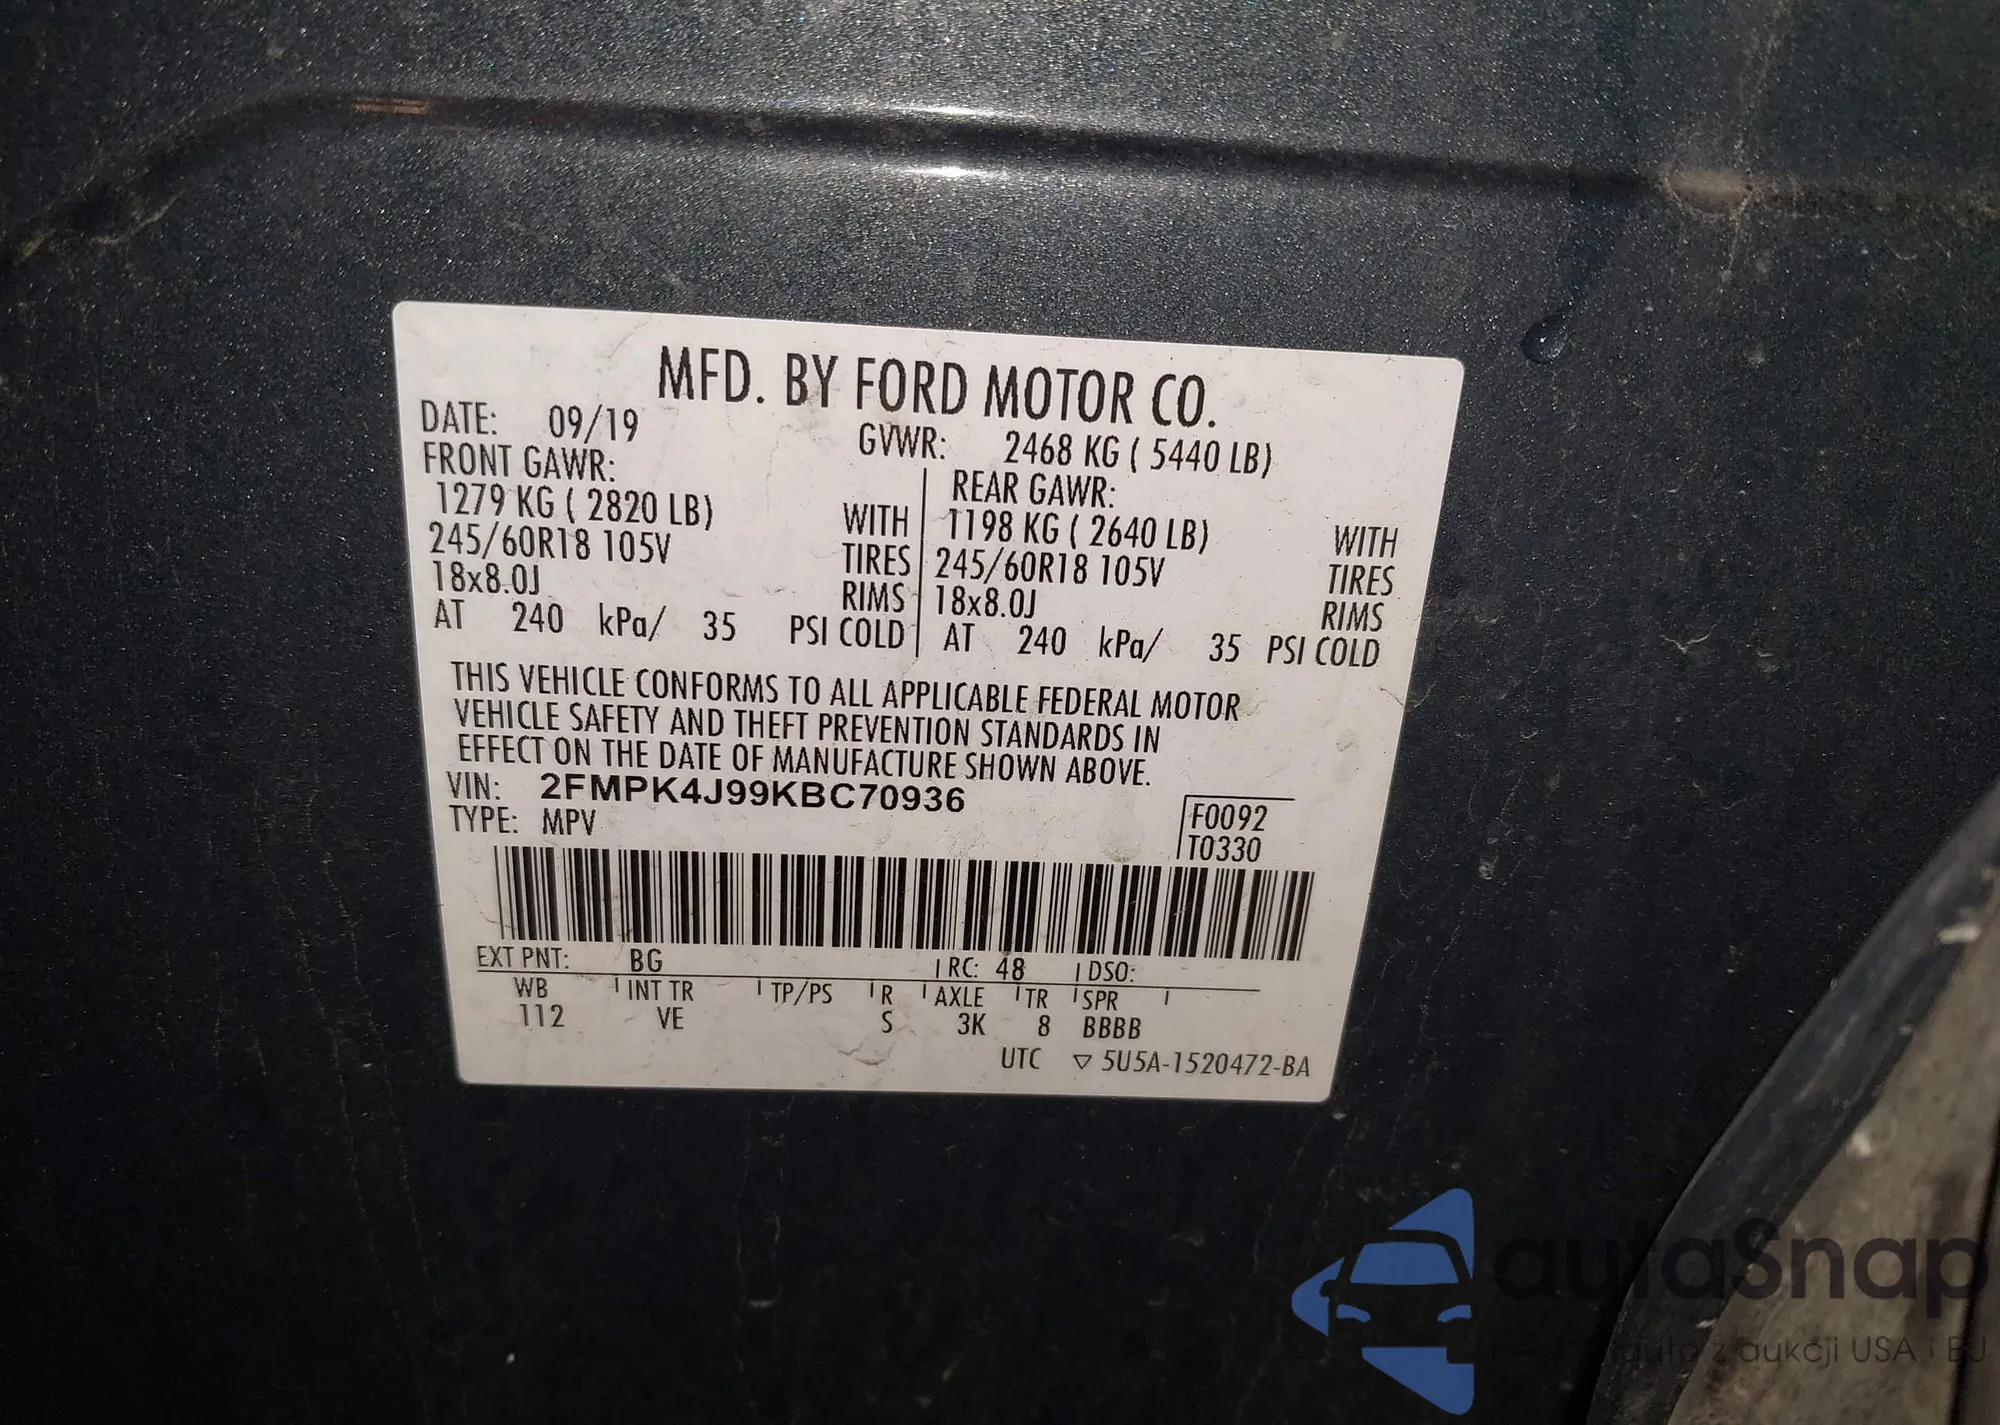 MFD. BY FORD MOTOR CO.
DATE: 09/19 GVWR: 2468 KG ( 5440 LB)
FRONT GAWR: REAR GAWR:
1279 KG ( 2820 LB) WITH 1198 KG ( 2640 LB) WITH
245/60R18 105V TIRES 245/60R18 105V TIRES
18x8.0J RIMS 18x8.0J RIMS
AT 240 kPa/ 35 PSI COLD AT 240 kPa/ 35 PSI COLD
THIS VEHICLE CONFORMS TO ALL APPLICABLE FEDERAL MOTOR
VEHICLE SAFETY AND THEFT PREVENTION STANDARDS IN
EFFECT ON THE DATE OF MANUFACTURE SHOWN ABOVE.
VIN: 2FMPK4J99KBC70936
TYPE: MPV
F0092
T0330
EXT PNT: BG RC: 48 DSO:
WB INT TR TP/PS R AXLE TR SPR
112 VE S 3K 8 BBBB
UTC ▽ 5U5A-1520472-BA
autaSnap
auta z aukcji USA i EU